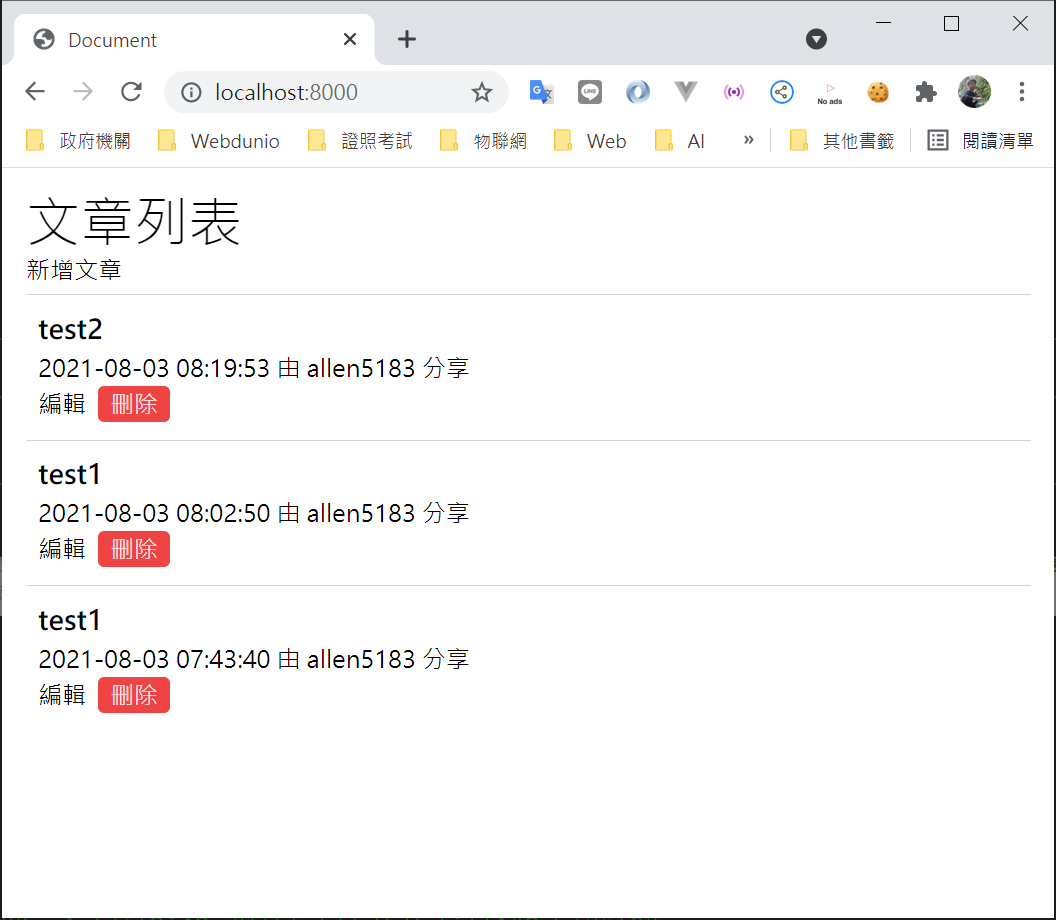 Document
localhost:8000
No ads
政府機關 Webdunio 證照考試 物聯網 Web AI » 其他書籤 閱讀清單
文章列表
新增文章
test2
2021-08-03 08:19:53 由 allen5183 分享
編輯 刪除
test1
2021-08-03 08:02:50 由 allen5183 分享
編輯 刪除
test1
2021-08-03 07:43:40 由 allen5183 分享
編輯 刪除